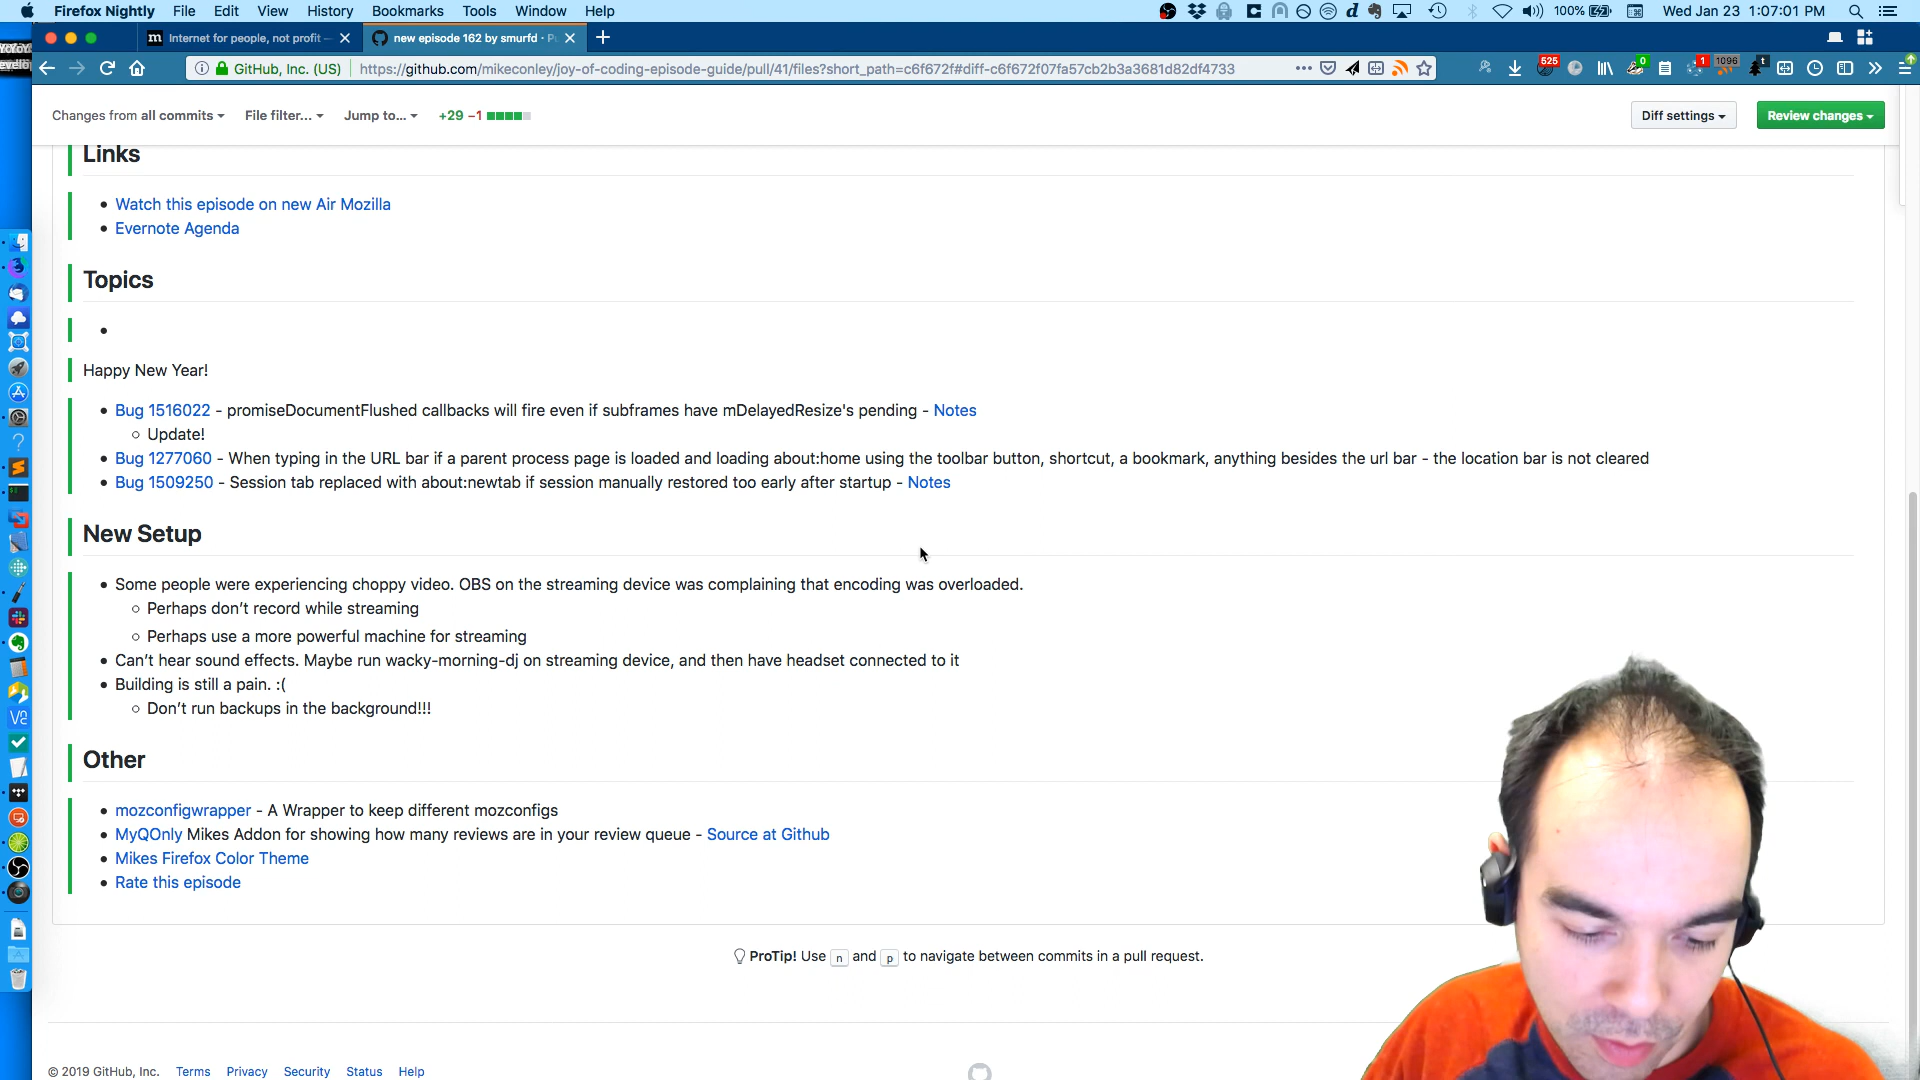 Firefox Nightly File Edit View History Bookmarks Tools Window Help
100% Wed Jan 23 1:07:01 PM
Internet for people, not profit —
new episode 162 by smurfd ·
GitHub, Inc. (US) https://github.com/mikeconley/joy-of-coding-episode-guide/pull/41/files?short_path=c6f672f#diff-c6f672f07fa57cb2b3a3681d82df4733
525 0 1 1096
Changes from all commits File filter... Jump to... +29 −1
Diff settings Review changes
Links
Watch this episode on new Air Mozilla
Evernote Agenda
Topics
Happy New Year!
Bug 1516022 - promiseDocumentFlushed callbacks will fire even if subframes have mDelayedResize's pending - Notes
Update!
Bug 1277060 - When typing in the URL bar if a parent process page is loaded and loading about:home using the toolbar button, shortcut, a bookmark, anything besides the url bar - the location bar is not cleared
Bug 1509250 - Session tab replaced with about:newtab if session manually restored too early after startup - Notes
New Setup
Some people were experiencing choppy video. OBS on the streaming device was complaining that encoding was overloaded.
Perhaps don't record while streaming
Perhaps use a more powerful machine for streaming
Can't hear sound effects. Maybe run wacky-morning-dj on streaming device, and then have headset connected to it
Building is still a pain. :(
Don't run backups in the background!!!
Other
mozconfigwrapper - A Wrapper to keep different mozconfigs
MyQOnly Mikes Addon for showing how many reviews are in your review queue - Source at Github
Mikes Firefox Color Theme
Rate this episode
ProTip! Use n and p to navigate between commits in a pull request.
© 2019 GitHub, Inc. Terms Privacy Security Status Help